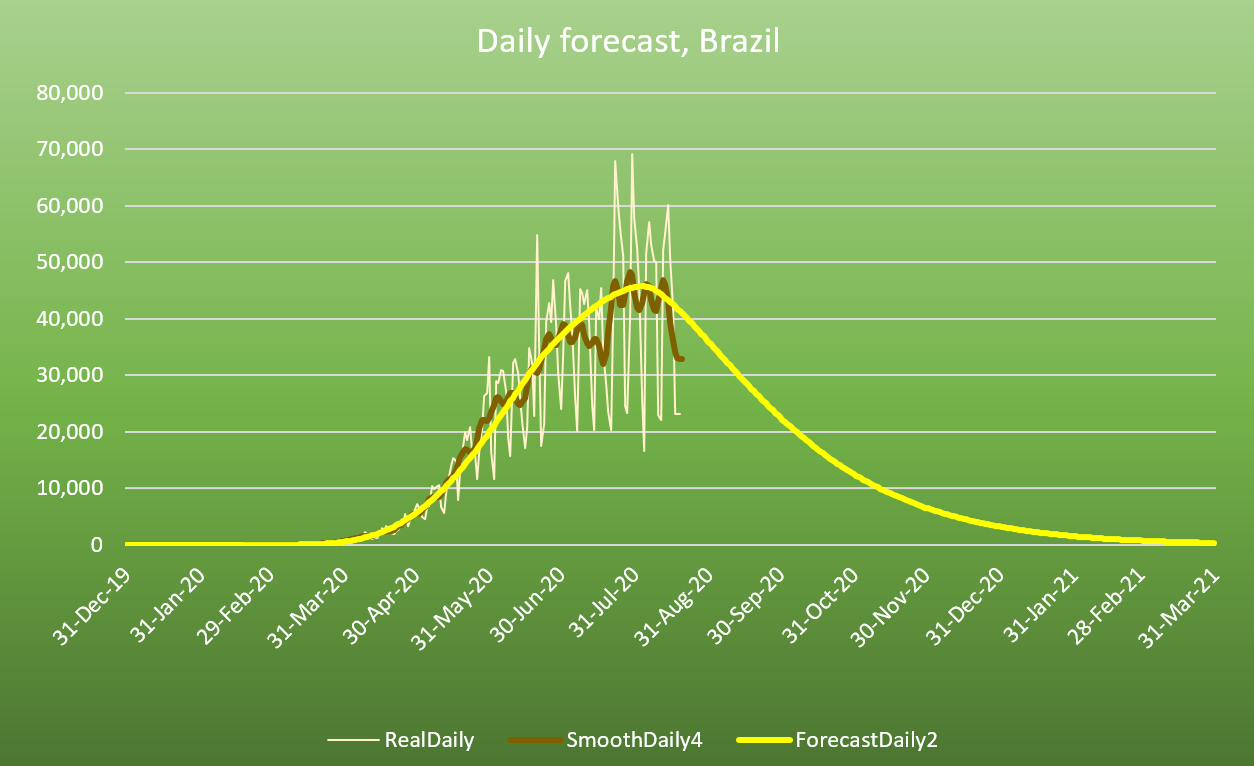 Daily forecast, Brazil
80,000
70,000
60,000
50,000
40,000
30,000
20,000
10,000
0
31-Dec-19
31-Jan-20
29-Feb-20
31-Mar-20
30-Apr-20
31-May-20
30-Jun-20
31-Jul-20
31-Aug-20
30-Sep-20
31-Oct-20
30-Nov-20
31-Dec-20
31-Jan-21
28-Feb-21
31-Mar-21
RealDaily SmoothDaily4 ForecastDaily2